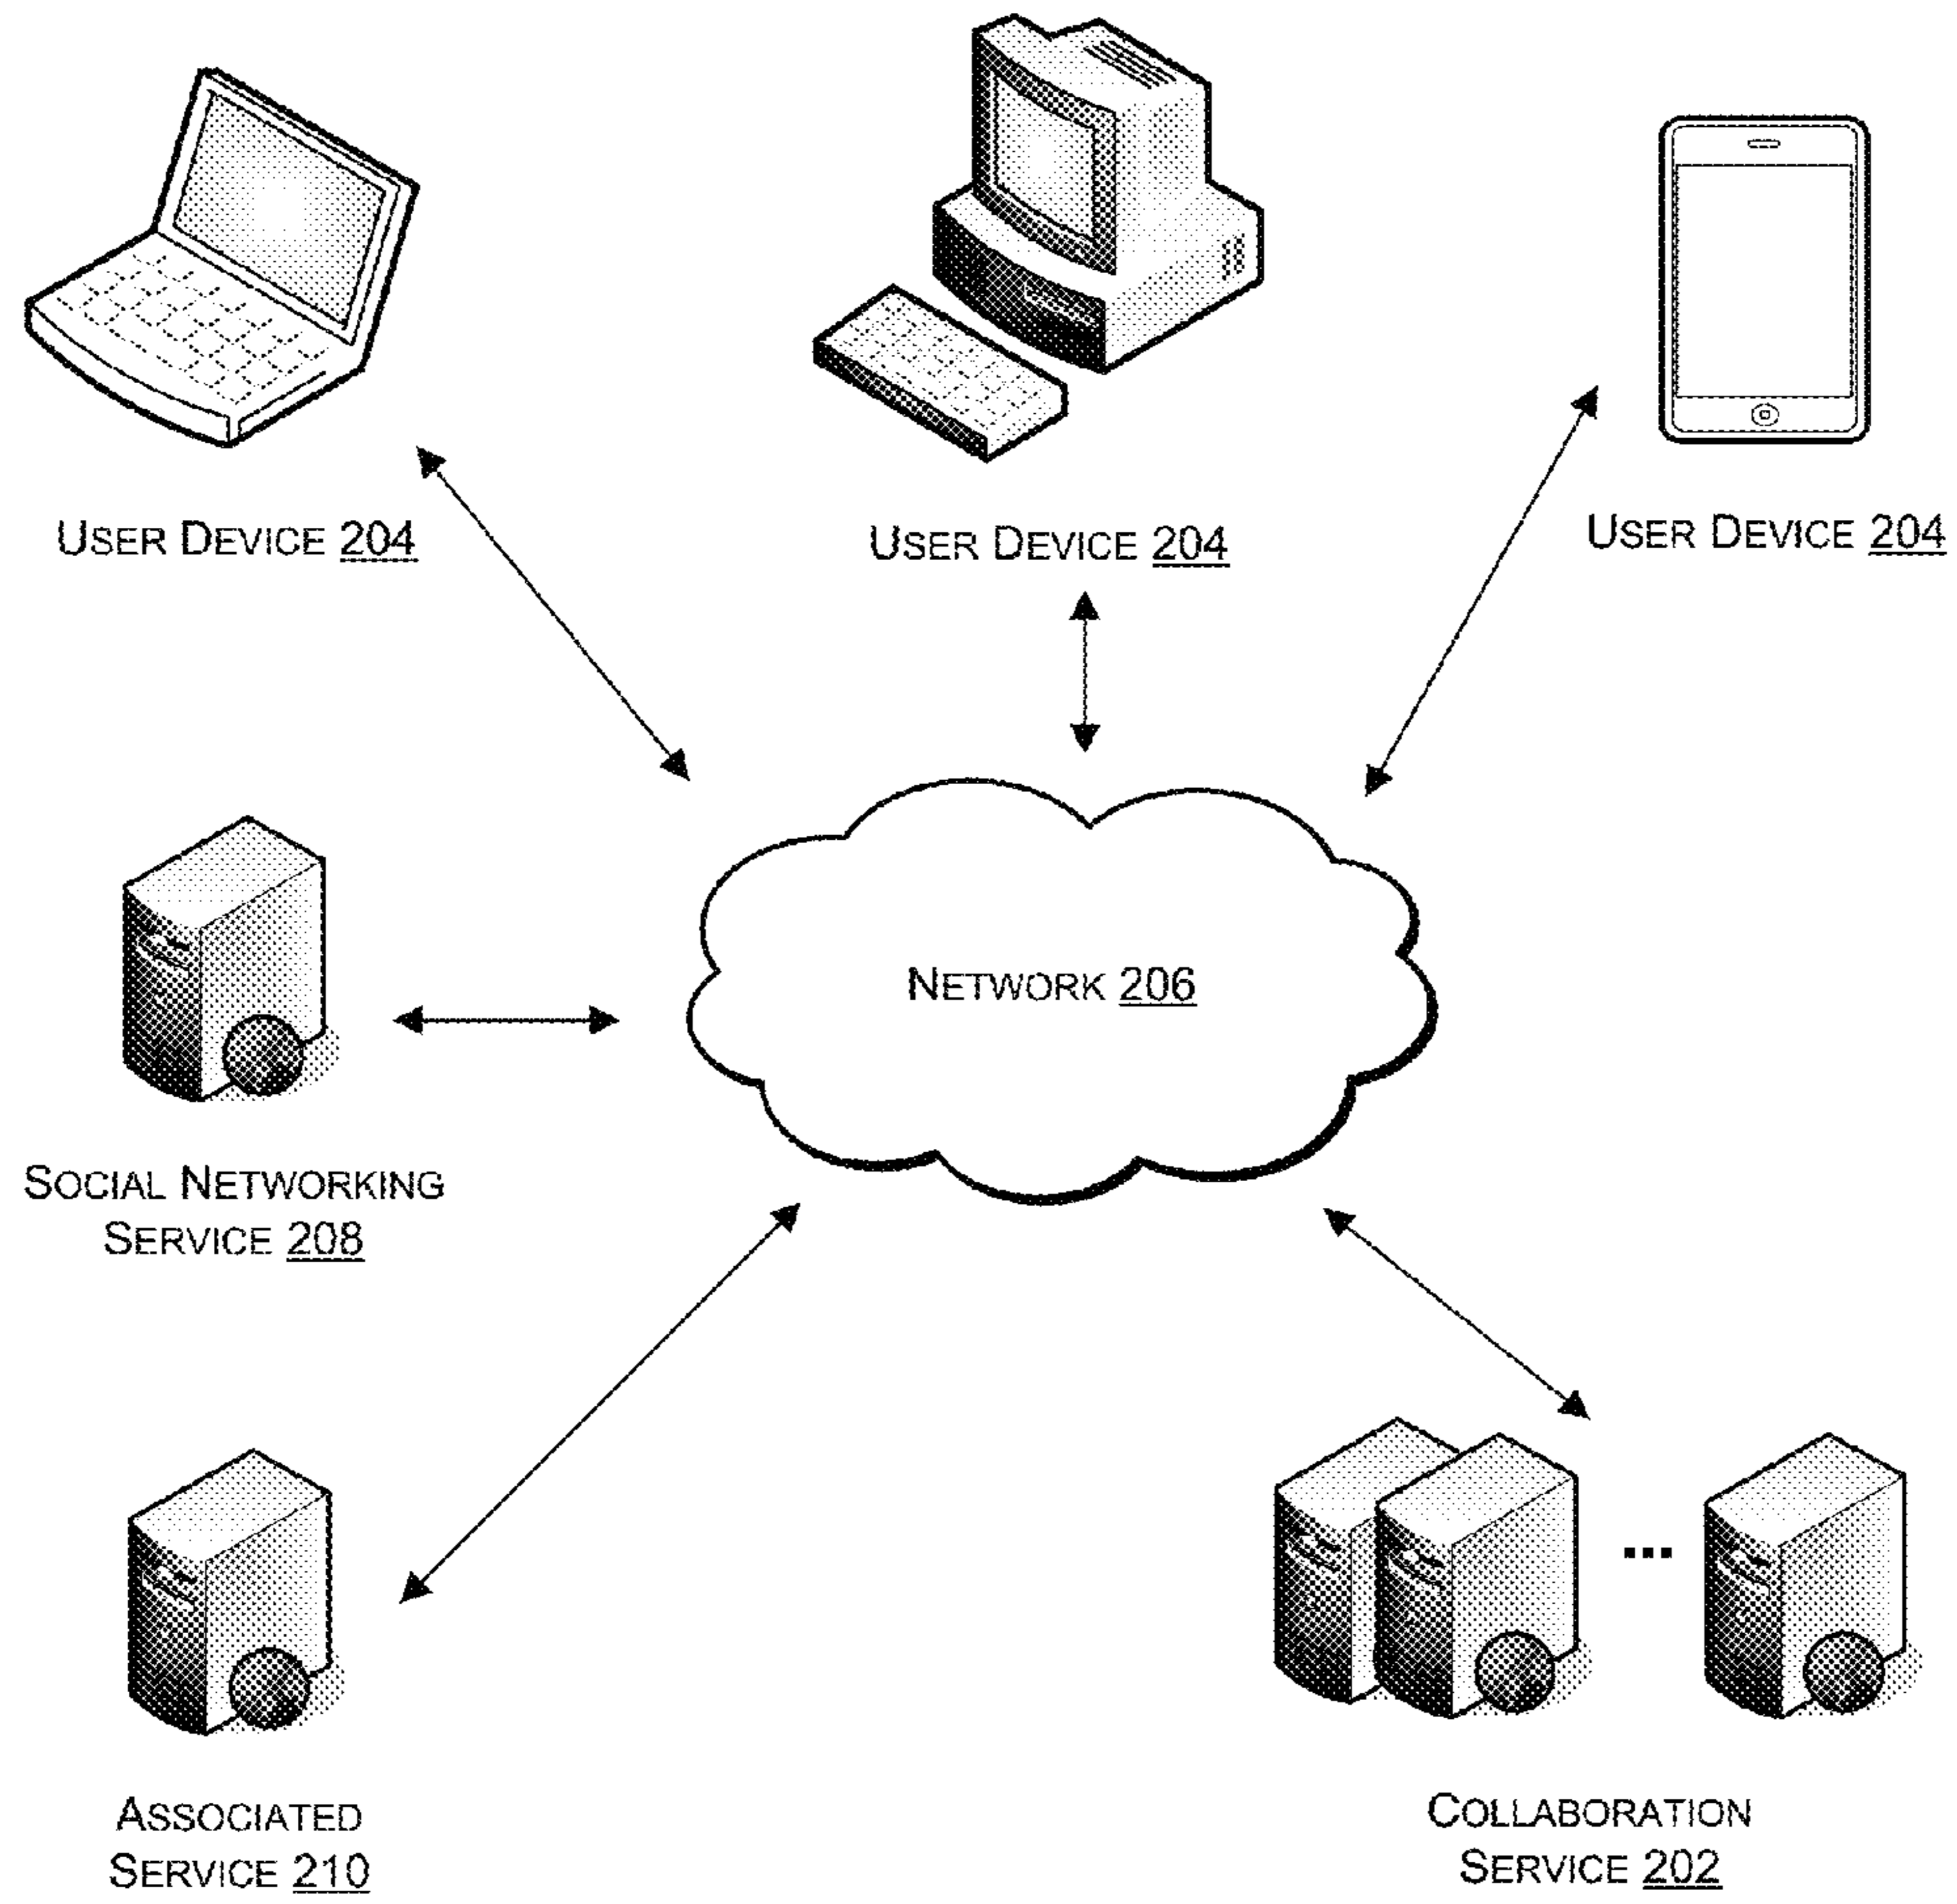 USER DEVICE 204
USER DEVICE 204
USER DEVICE 204
NETWORK 206
SOCIAL NETWORKING
SERVICE 208
...
ASSOCIATED
SERVICE 210
COLLABORATION
SERVICE 202